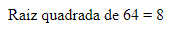 Raiz quadrada de 64 = 8